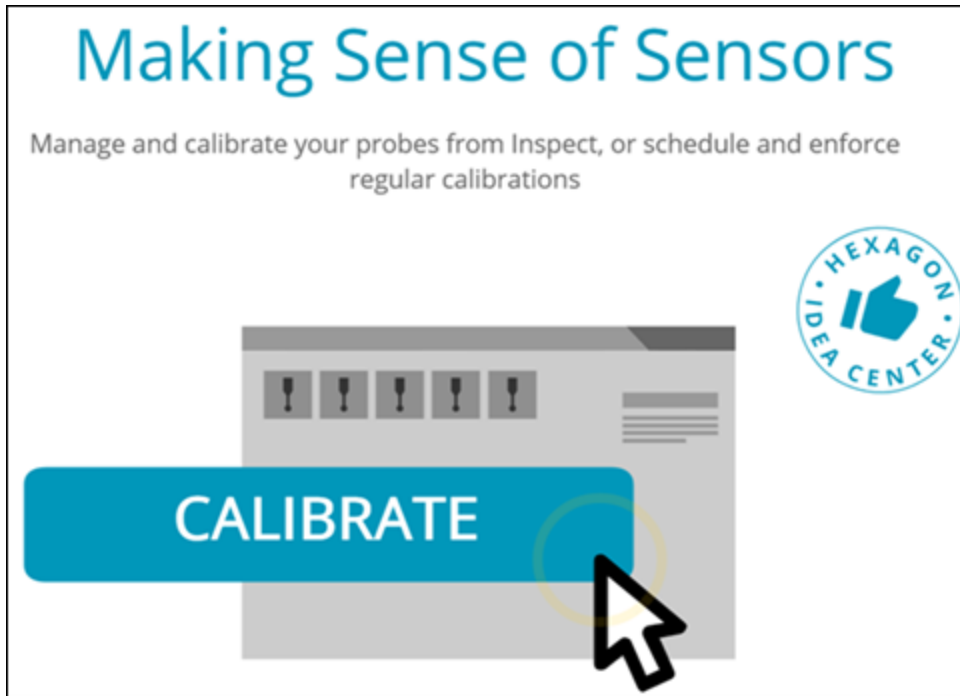 Making Sense of Sensors
Manage and calibrate your probes from Inspect, or schedule and enforce
regular calibrations
HEXAGON
IDEA CENTER
CALIBRATE